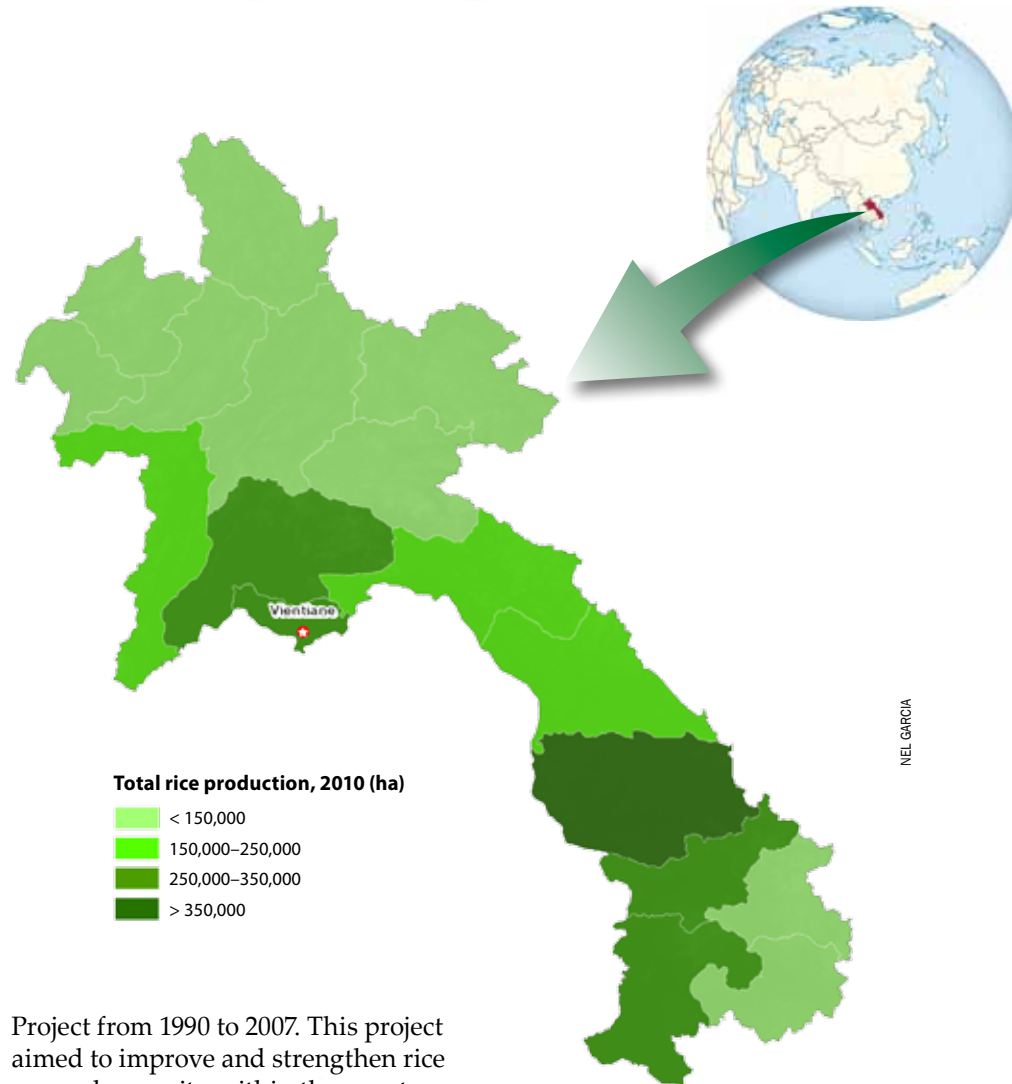 Vientiane
NEL GARCIA
Total rice production, 2010 (ha)
< 150,000
150,000–250,000
250,000–350,000
> 350,000
Project from 1990 to 2007. This project
aimed to improve and strengthen rice